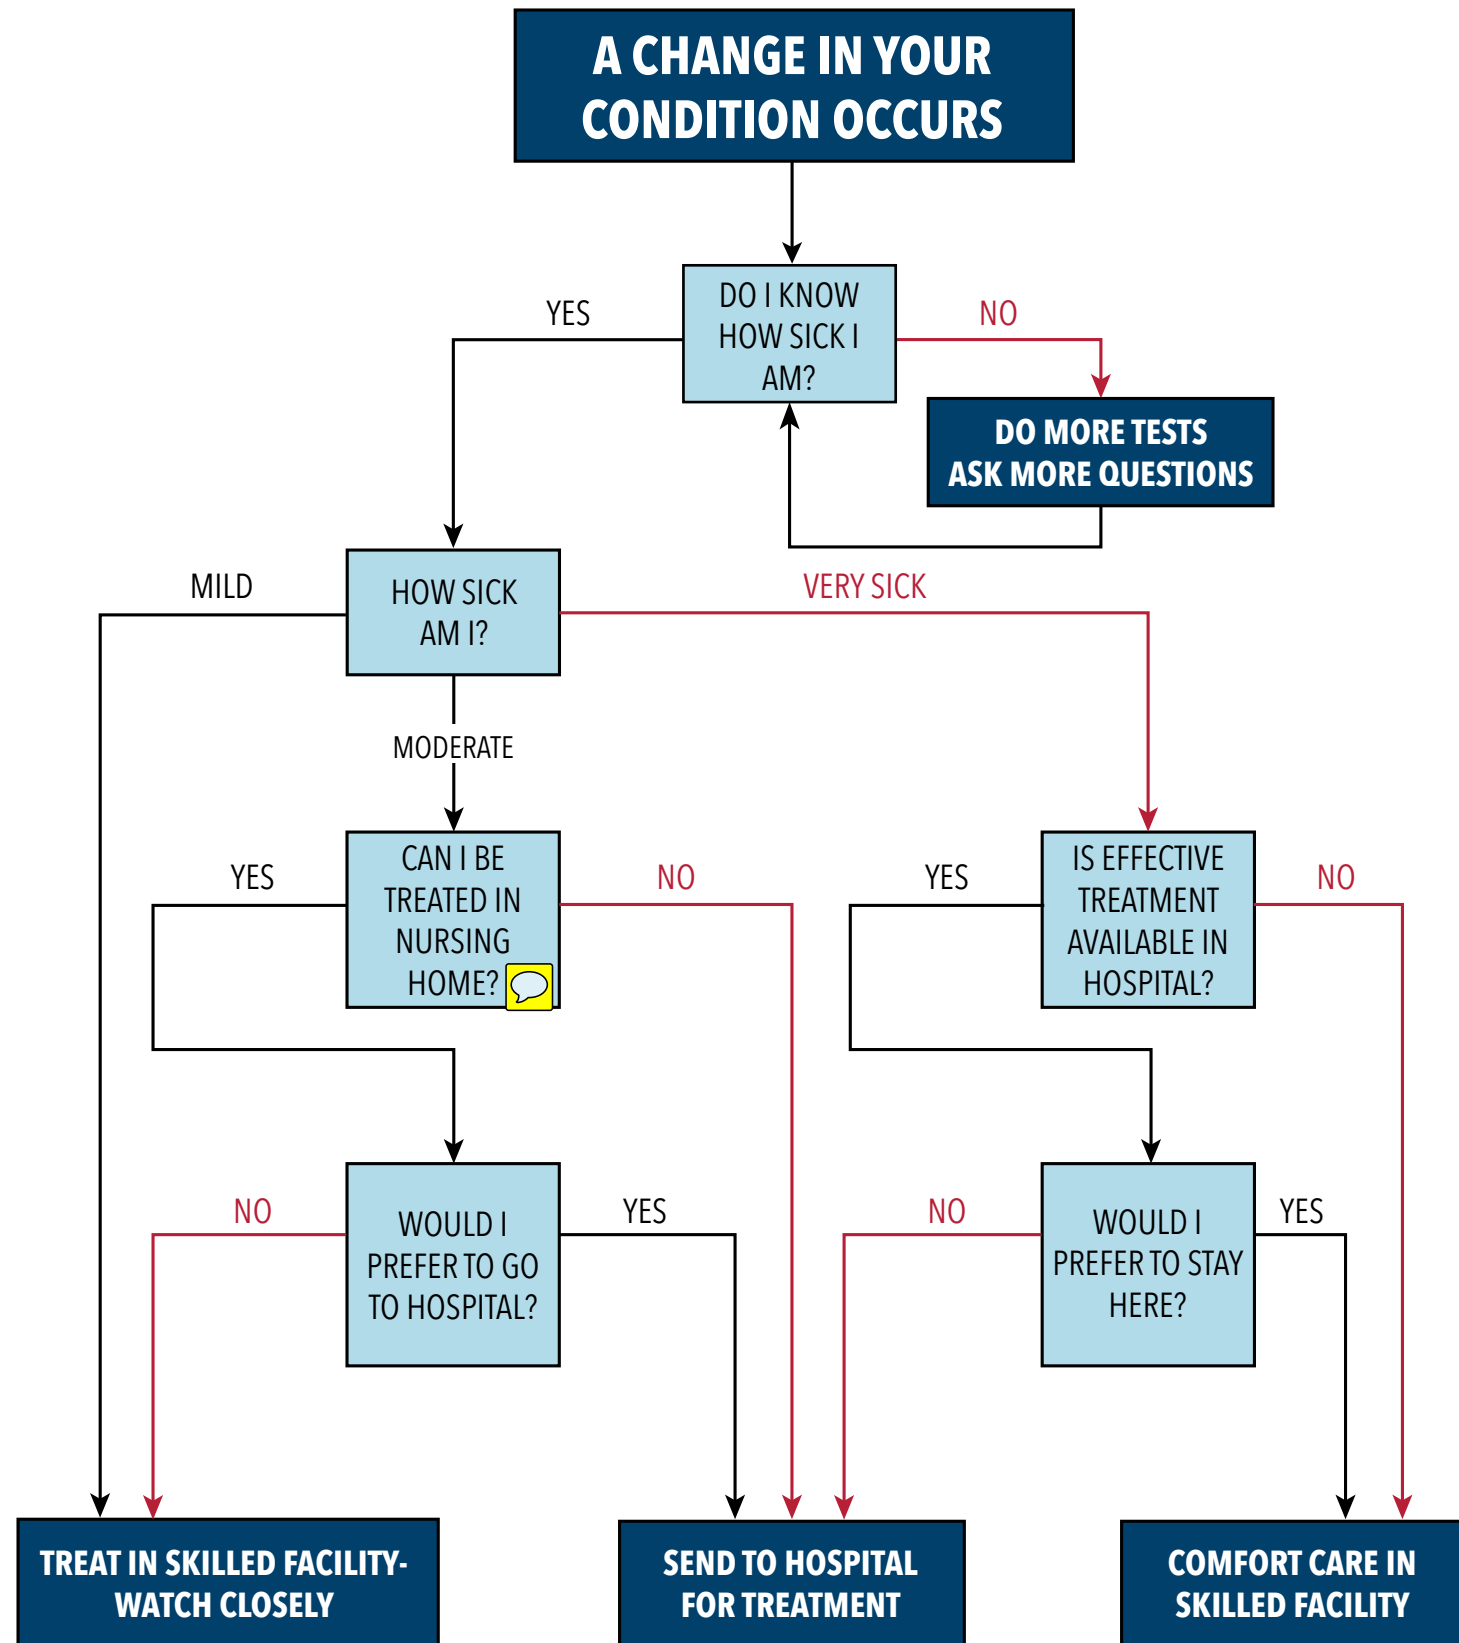 A CHANGE IN YOUR
CONDITION OCCURS
DO I KNOW
HOW SICK I
AM?
YES
NO
DO MORE TESTS
ASK MORE QUESTIONS
HOW SICK
AM I?
MILD
VERY SICK
MODERATE
CAN I BE
TREATED IN
NURSING
HOME?
YES
NO
IS EFFECTIVE
TREATMENT
AVAILABLE IN
HOSPITAL?
YES
NO
WOULD I
PREFER TO GO
TO HOSPITAL?
NO
YES
WOULD I
PREFER TO STAY
HERE?
NO
YES
TREAT IN SKILLED FACILITY-
WATCH CLOSELY
SEND TO HOSPITAL
FOR TREATMENT
COMFORT CARE IN
SKILLED FACILITY